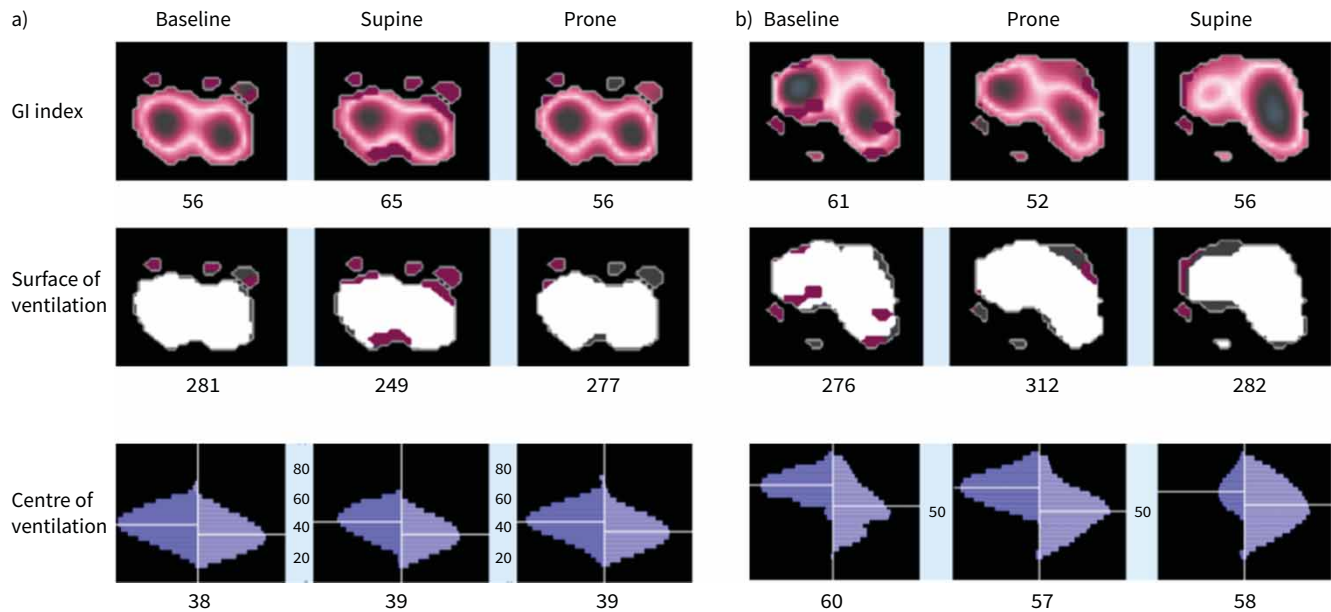 a) Baseline Supine Prone b) Baseline Prone Supine
GI index
56 65 56 61 52 56
Surface of
ventilation
281 249 277 276 312 282
Centre of
ventilation
80 80
60 60
40 40 50 50
20 20
0 0
38 39 39 60 57 58